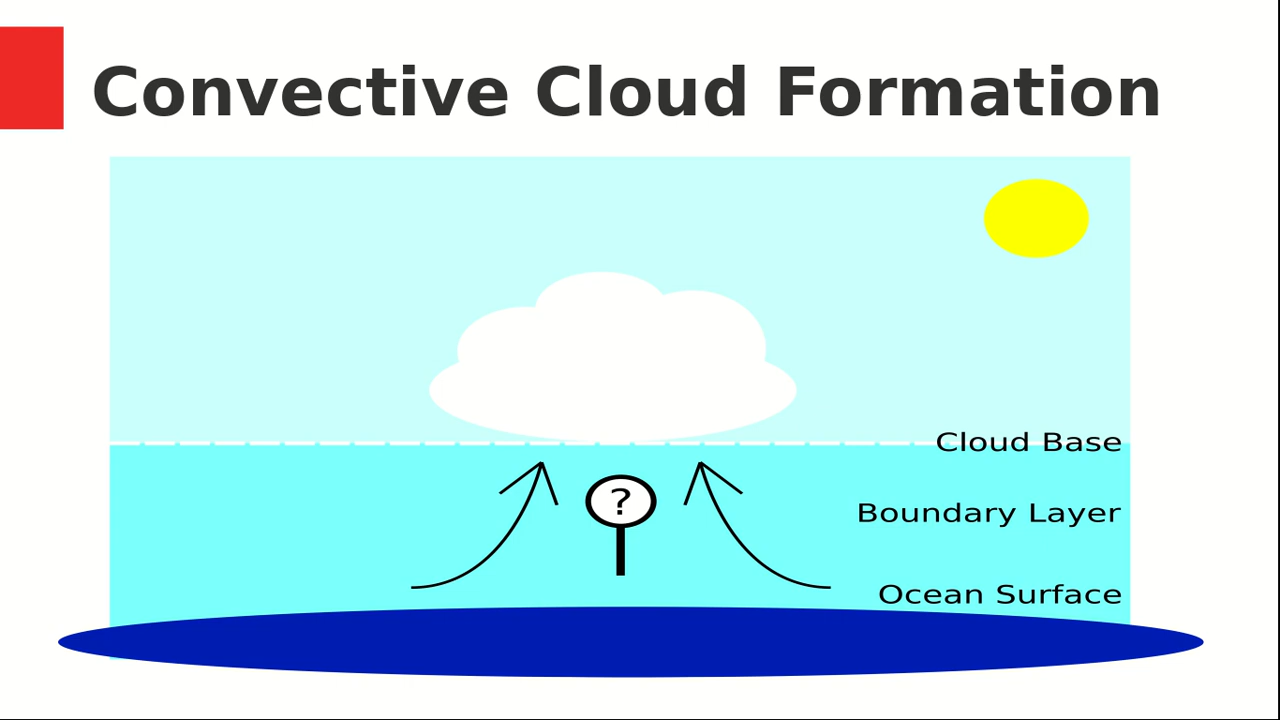 Convective Cloud Formation
Cloud Base
?
Boundary Layer
Ocean Surface